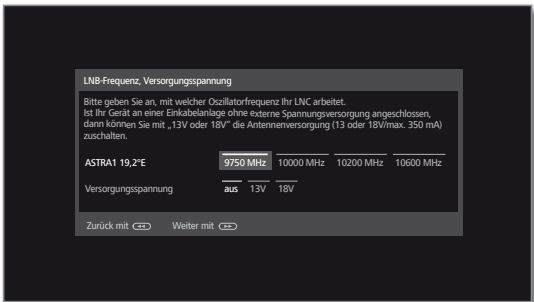 LNB-Frequenz, Versorgungsspannung
Bitte geben Sie an, mit welcher Oszillatorfrequenz Ihr LNC arbeitet.
Ist Ihr Gerät an einer Einkabelanlage ohne externe Spannungsversorgung angeschlossen,
dann können Sie mit „13V oder 18V“ die Antennenversorgung (13 oder 18V/max. 350 mA)
zuschalten.
ASTRA1 19,2°E 9750 MHz 10000 MHz 10200 MHz 10600 MHz
Versorgungsspannung aus 13V 18V
Zurück mit ◄◄ Weiter mit ►►